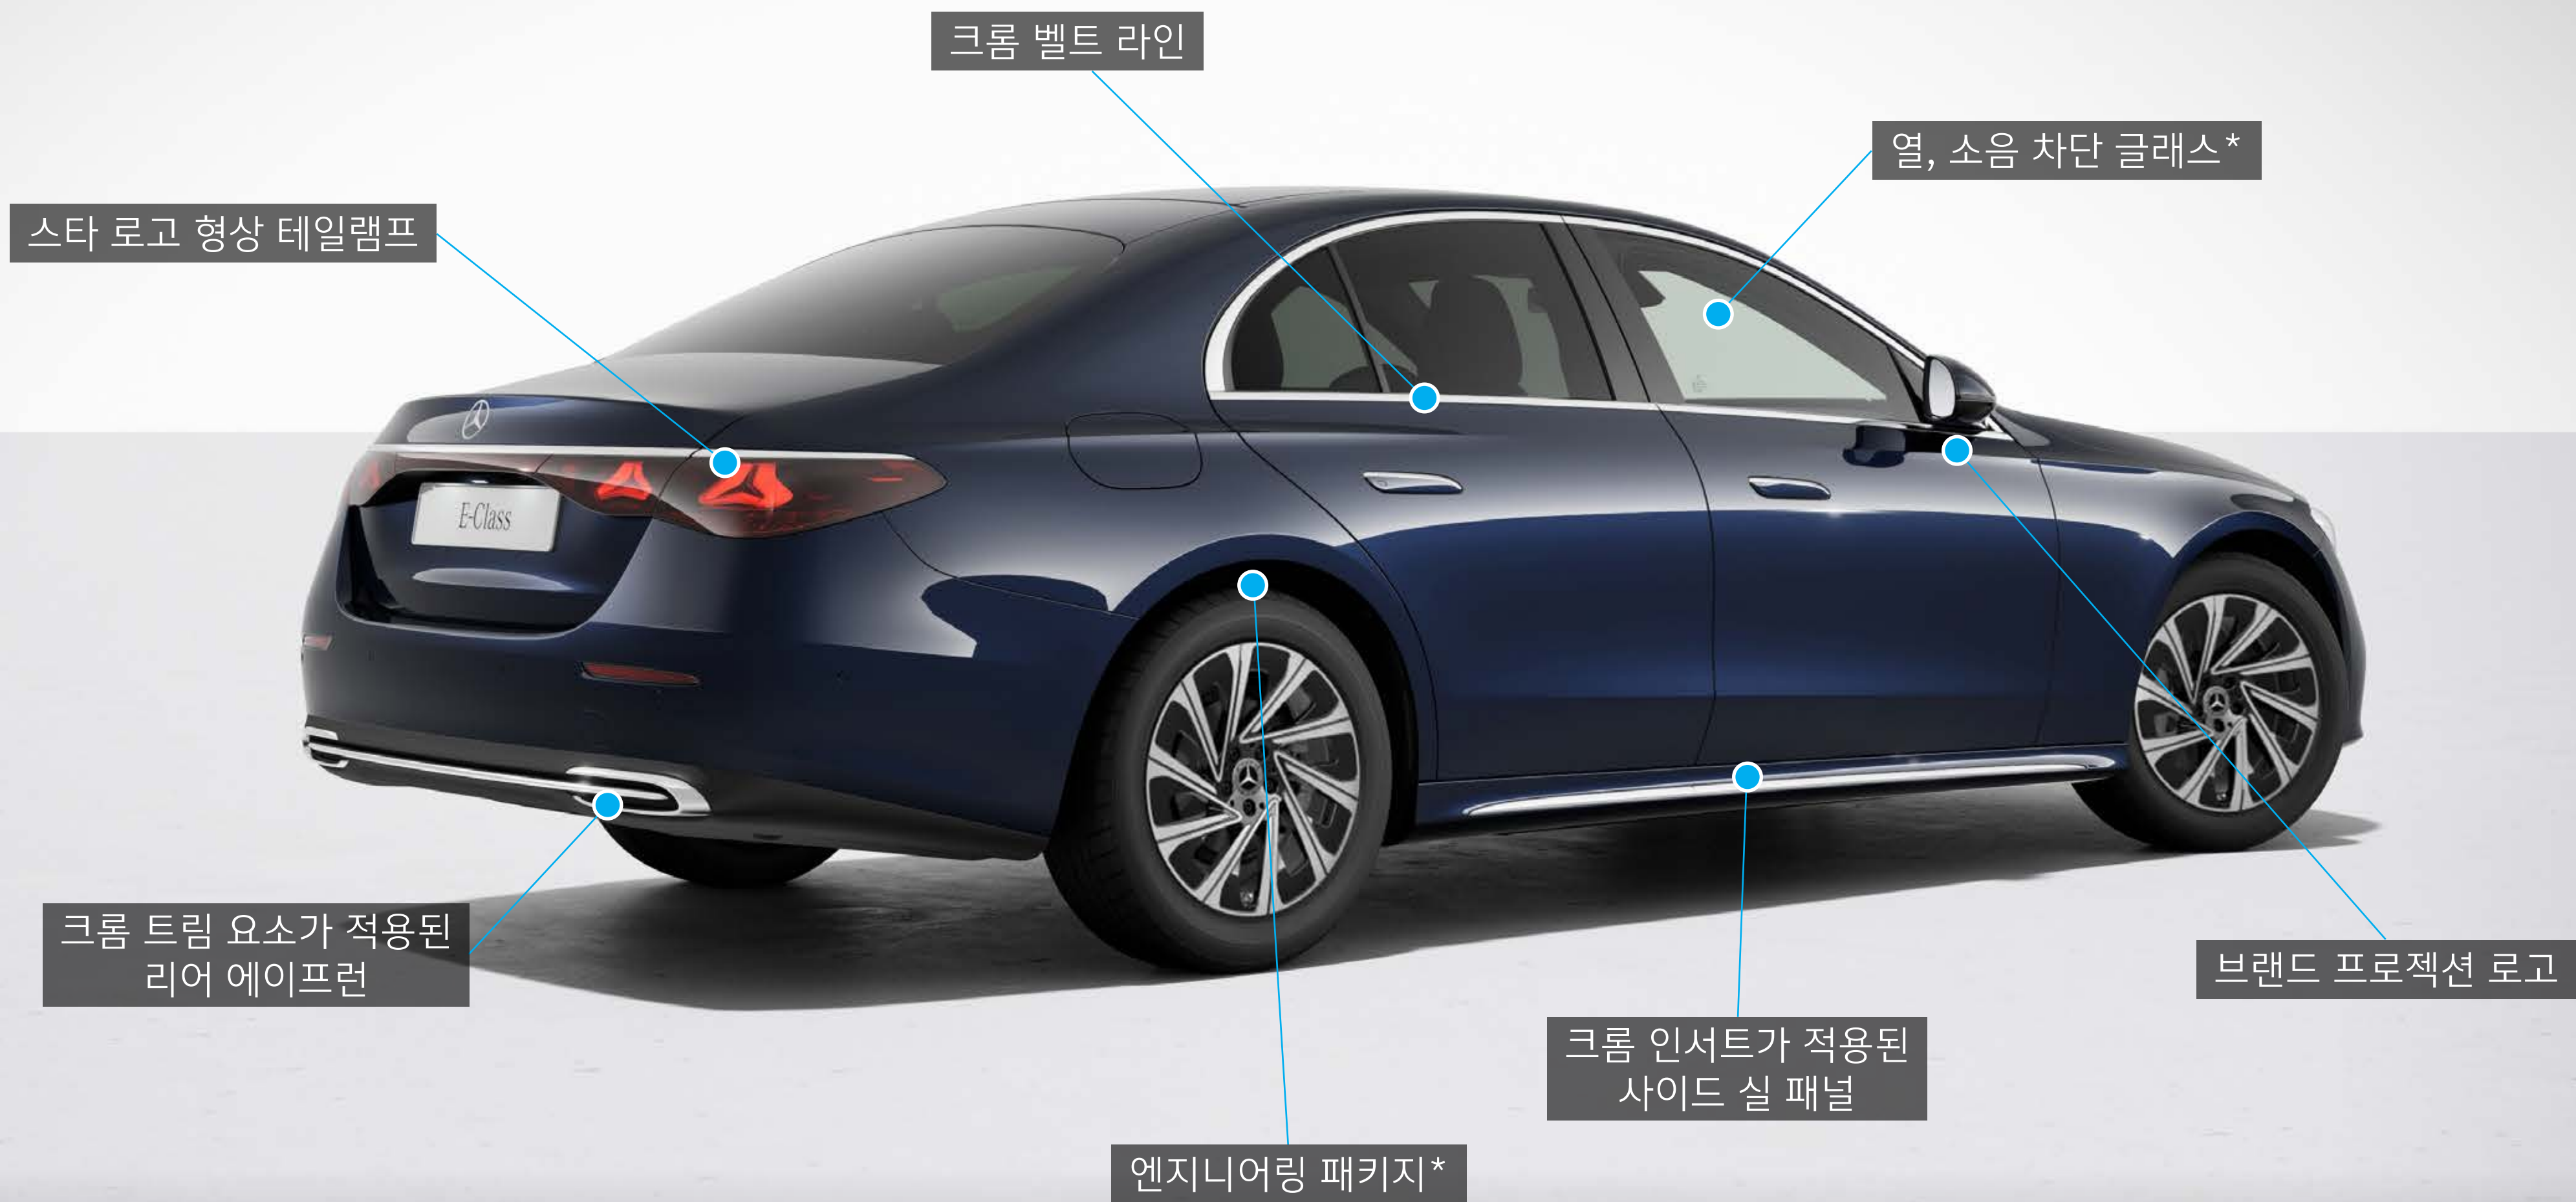 크롬 벨트 라인
열, 소음 차단 글래스*
스타 로고 형상 테일램프
E-Class
크롬 트림 요소가 적용된
리어 에이프런
브랜드 프로젝션 로고
크롬 인서트가 적용된
사이드 실 패널
엔지니어링 패키지*